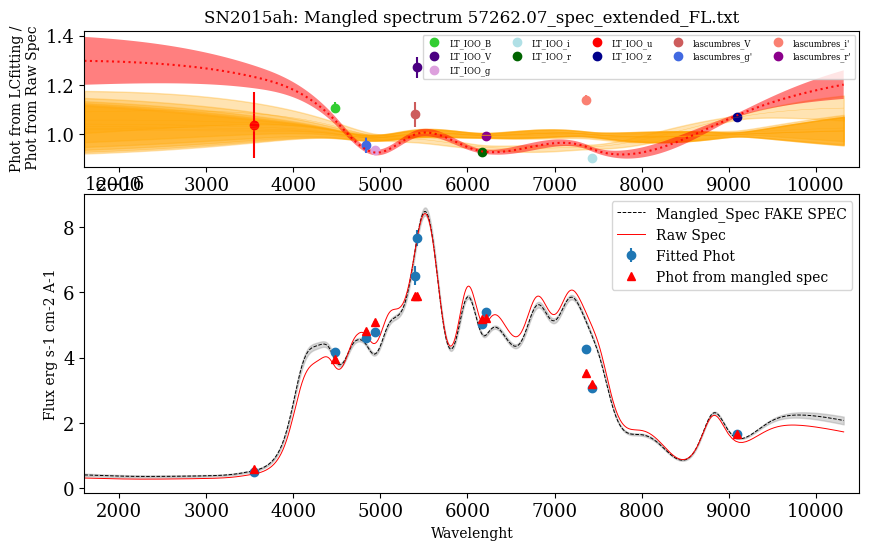 SN2015ah: Mangled spectrum 57262.07_spec_extended_FL.txt
Phot from LCfitting /
Phot from Raw Spec
1.4
1.2
1.0
LT_IOO_B
LT_IOO_V
LT_IOO_g
LT_IOO_i
LT_IOO_r
LT_IOO_u
LT_IOO_z
lascumbres_V
lascumbres_g'
lascumbres_i'
lascumbres_r'
2000 3000 4000 5000 6000 7000 8000 9000 10000
1e−16
Flux erg s-1 cm-2 A-1
8
6
4
2
0
Mangled_Spec FAKE SPEC
Raw Spec
Fitted Phot
Phot from mangled spec
2000 3000 4000 5000 6000 7000 8000 9000 10000
Wavelenght